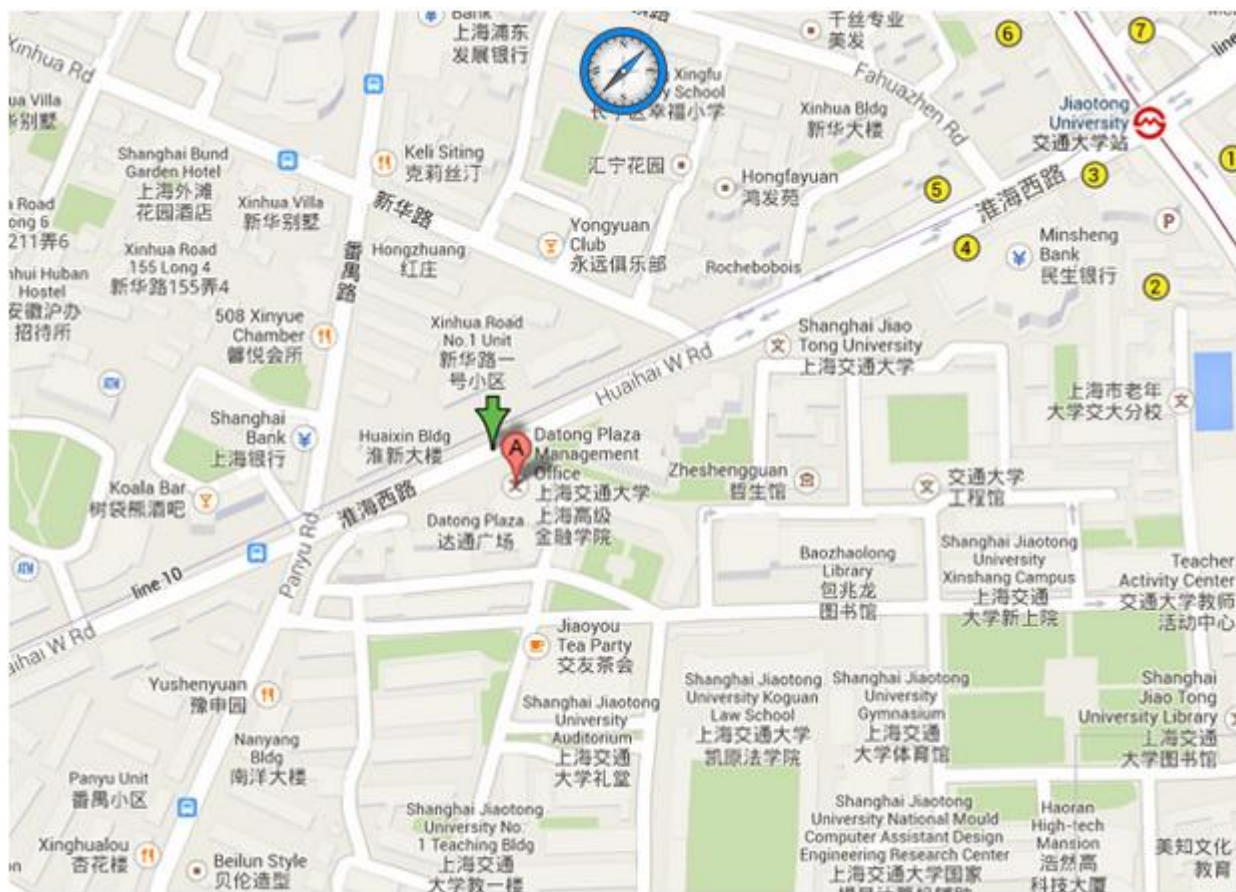 Bank
上海浦东
发展银行
Xinhua Rd
千丝专业
美发
Fahuazhen Rd
line
Xingfu
School
幸福小学
Xinhua Bldg
新华大楼
Jiaotong
University
交通大学站
⑥
⑦
①
③
⑤
④
②
Shanghai Bund
Garden Hotel
上海外滩
花园酒店
Xinhua Villa
新华别墅
Keli Siting
克莉丝汀
汇宁花园
Hongfayuan
鸿发苑
新华路
Yongyuan
Club
永远俱乐部
Rochebobois
Minsheng
Bank
民生银行
P
淮海西路
Xinhua Road
155 Long 4
新华路155弄4
Hongzhuang
红庄
番禺路
211弄6
Hostel
安徽沪办
招待所
508 Xinyue
Chamber
馨悦会所
Xinhua Road
No.1 Unit
新华路一
号小区
Huaihai W Rd
Shanghai Jiao
Tong University
上海交通大学
上海市老年
大学交大分校
ATM
Shanghai
Bank
上海银行
Huaixin Bldg
淮新大楼
A
Datong Plaza
Management
Office
上海交通大学
上海高级
金融学院
Zheshengguan
哲生馆
交通大学
工程馆
Koala Bar
树袋熊酒吧
淮海西路
Datong Plaza
达通广场
Panyu Rd
line 10
ATM
Huaihai W Rd
Baozhaolong
Library
包兆龙
图书馆
Shanghai Jiaotong
University
Xinshang Campus
上海交通
大学新上院
Teacher
Activity Center
交通大学教师
活动中心
Jiaoyou
Tea Party
交友茶会
Yushenyuan
豫申园
Shanghai Jiaotong
University
Auditorium
上海交通
大学礼堂
Shanghai Jiaotong
University Koguan
Law School
上海交通大学
凯原法学院
Shanghai Jiaotong
University
Gymnasium
上海交通
大学体育馆
Shanghai
Jiao Tong
University Library
上海交通
大学图书馆
Nanyang
Bldg
南洋大楼
Panyu Unit
番禺小区
Xinghualou
杏花楼
Beilun Style
贝伦造型
Shanghai Jiaotong
University No
1 Teaching Bldg
上海交通
大学教一楼
Shanghai Jiaotong
University National Mould
Computer Assistant Design
Engineering Research Center
上海交通大学国家
Haoran
High-tech
Mansion
浩然高
科技大厦
美知文化
教育